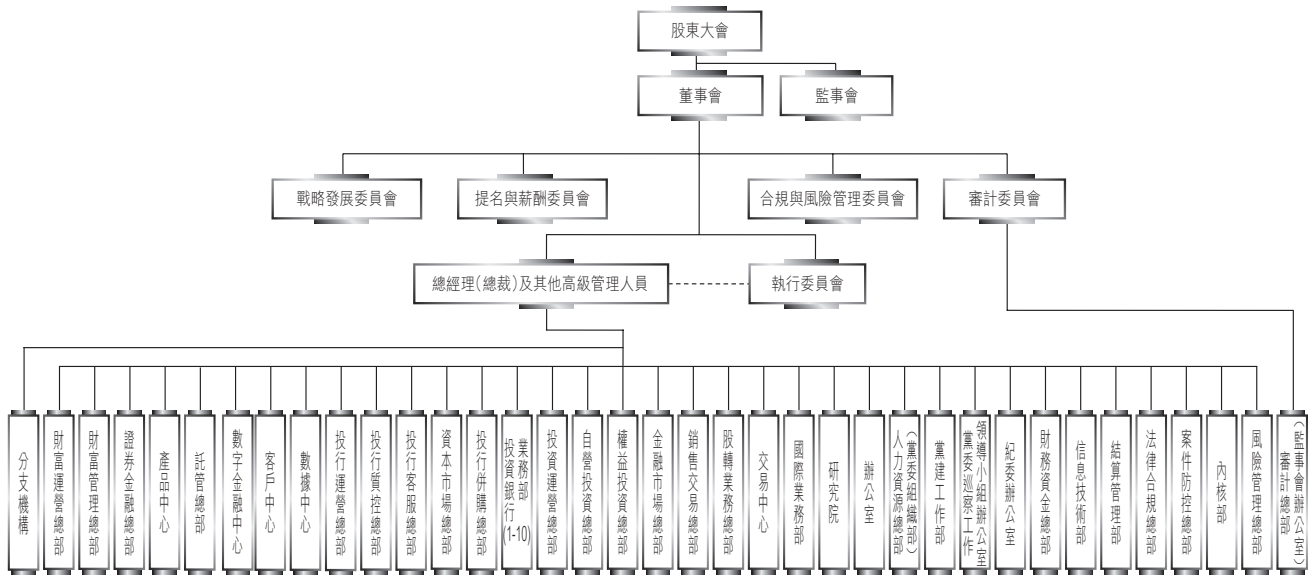 股東大會
董事會
監事會
戰略發展委員會
提名與薪酬委員會
合規與風險管理委員會
審計委員會
總經理(總裁)及其他高級管理人員
執行委員會
分支機構
財富運營總部
財富管理總部
證券金融總部
產品中心
託管總部
數字金融中心
客戶中心
數據中心
投行運營總部
投行質控總部
投行客服總部
資本市場總部
投行併購總部
投資銀行(1-10)
業務部
投資運營總部
自營投資總部
權益投資總部
金融市場總部
銷售交易總部
股轉業務總部
交易中心
國際業務部
研究院
辦公室
人力資源總部
(黨委組織部)
黨建工作部
黨委巡察工作
領導小組辦公室
紀委辦公室
財務資金總部
信息技術部
結算管理部
法律合規總部
案件防控總部
內核部
風險管理總部
審計總部
(監事會辦公室)